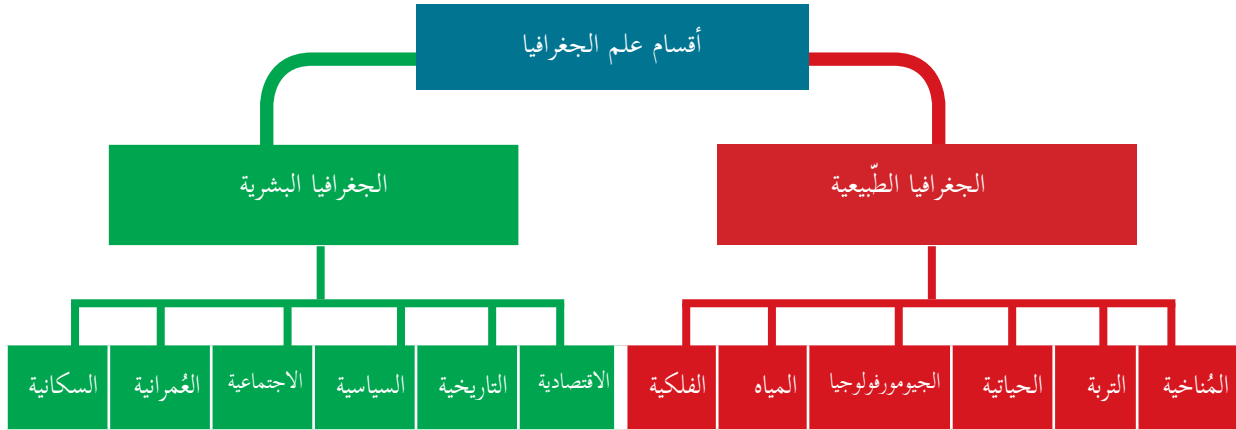 أقسام علم الجغرافيا
الجغرافيا الطّبيعية
الجغرافيا البشرية
المُناخية
التربة
الحياتية
الجيومورفولوجيا
المياه
الفلكية
الاقتصادية
التاريخية
السياسية
الاجتماعية
العُمرانية
السكانية